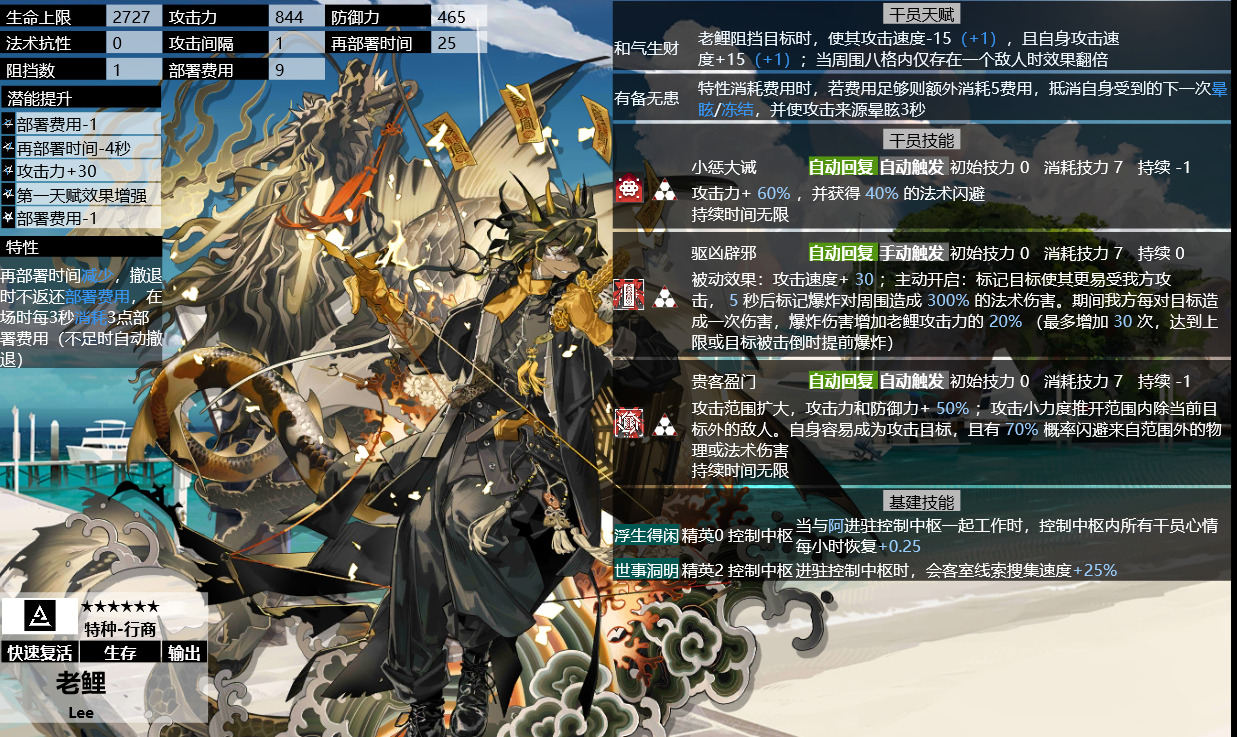 生命上限 2727 攻击力 844 防御力 465
法术抗性 0 攻击间隔 1 再部署时间 25
阻挡数 1 部署费用 9
潜能提升
部署费用-1
再部署时间-4秒
攻击力+30
第一天赋效果增强
部署费用-1
特性
再部署时间减少，撤退
时不返还部署费用，在
场时每3秒消耗3点部
署费用（不足时自动撤
退）
★★★★★★
特种-行商
快速复活 生存 输出
老鲤
Lee
干员天赋
和气生财
老鲤阻挡目标时，使其攻击速度-15（+1），且自身攻击速
度+15（+1）；当周围八格内仅存在一个敌人时效果翻倍
有备无患
特性消耗费用时，若费用足够则额外消耗5费用，抵消自身受到的下一次晕
眩/冻结，并使攻击来源晕眩3秒
干员技能
小惩大诫 自动回复 自动触发 初始技力 0 消耗技力 7 持续 -1
攻击力+ 60% ，并获得 40% 的法术闪避
持续时间无限
驱凶辟邪 自动回复 手动触发 初始技力 0 消耗技力 7 持续 0
被动效果：攻击速度+ 30 ；主动开启：标记目标使其更易受我方攻
击， 5 秒后标记爆炸对周围造成 300% 的法术伤害。期间我方每对目标造
成一次伤害，爆炸伤害增加老鲤攻击力的 20% （最多增加 30 次，达到上
限或目标被击倒时提前爆炸）
贵客盈门 自动回复 自动触发 初始技力 0 消耗技力 7 持续 -1
攻击范围扩大，攻击力和防御力+ 50% ；攻击小力度推开范围内除当前目
标外的敌人。自身容易成为攻击目标，且有 70% 概率闪避来自范围外的物
理或法术伤害
持续时间无限
基建技能
浮生得闲 精英0 控制中枢 当与阿进驻控制中枢一起工作时，控制中枢内所有干员心情
每小时恢复+0.25
世事洞明 精英2 控制中枢 进驻控制中枢时，会客室线索搜集速度+25%